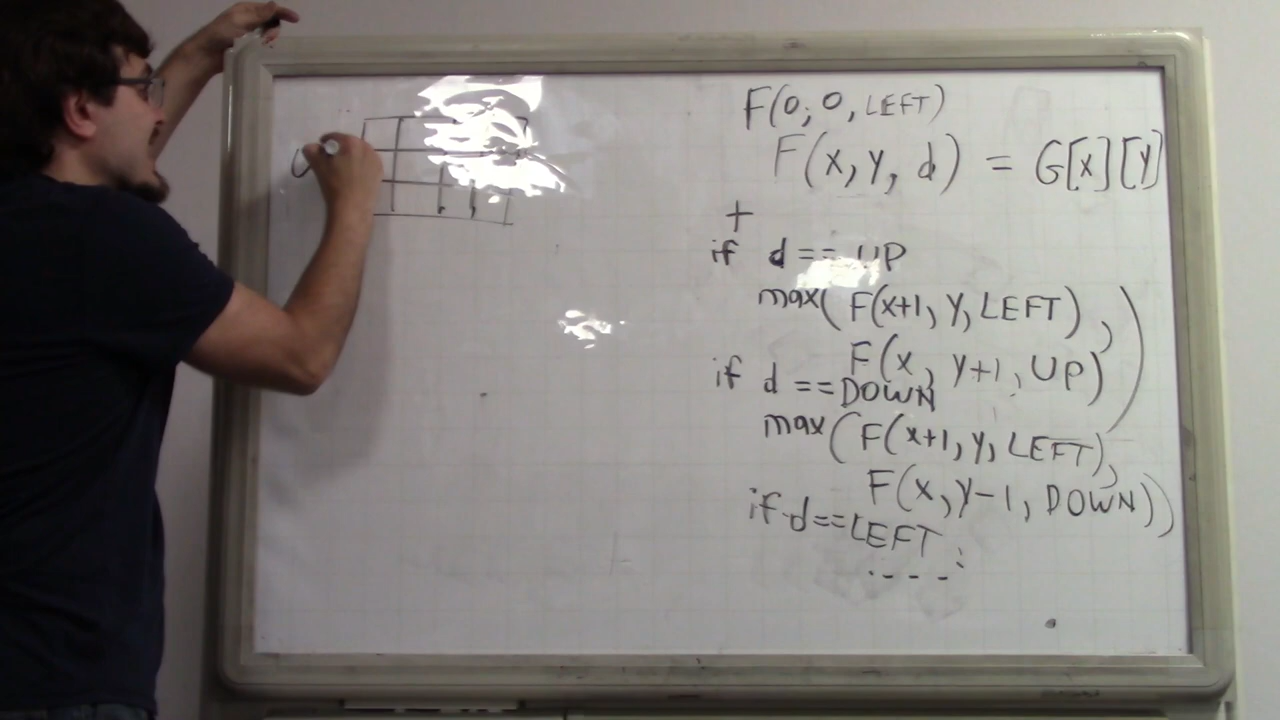 F(0, 0, LEFT)
F(x, y, d) = G[x][y]
+
if d == UP
max(F(x+1, y, LEFT),
F(x, y+1, UP))
if d == DOWN
max(F(x+1, y, LEFT),
F(x, y-1, DOWN))
if d == LEFT :
....